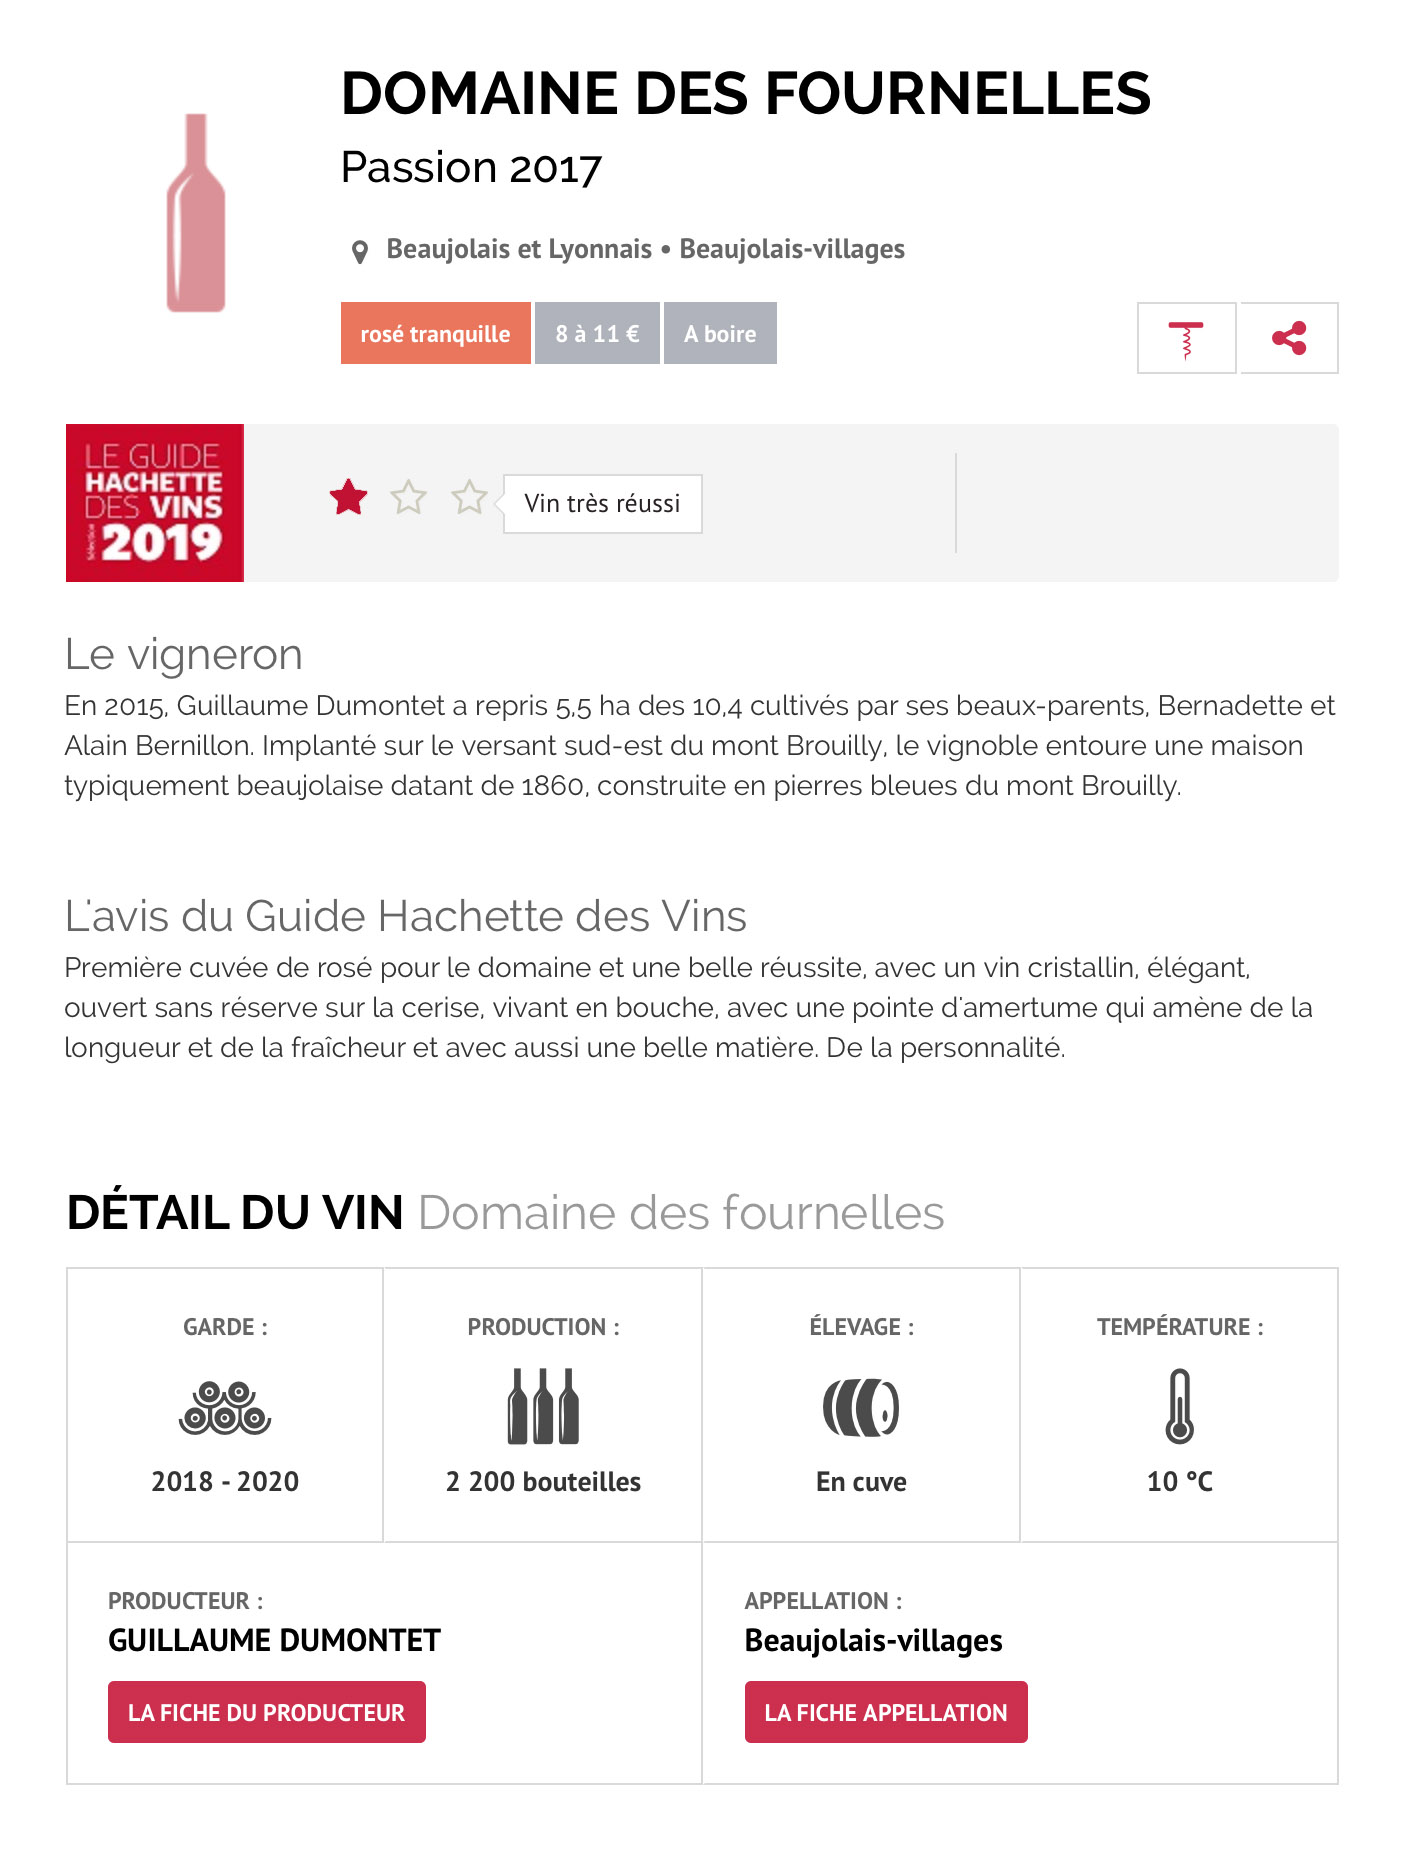 DOMAINE DES FOURNELLES
Passion 2017
Beaujolais et Lyonnais • Beaujolais-villages
rosé tranquille
8 à 11 €
A boire
LE GUIDE
HACHETTE
DES VINS
Sélection 2019
Vin très réussi
Le vigneron
En 2015, Guillaume Dumontet a repris 5,5 ha des 10,4 cultivés par ses beaux-parents, Bernadette et
Alain Bernillon. Implanté sur le versant sud-est du mont Brouilly, le vignoble entoure une maison
typiquement beaujolaise datant de 1860, construite en pierres bleues du mont Brouilly.
L'avis du Guide Hachette des Vins
Première cuvée de rosé pour le domaine et une belle réussite, avec un vin cristallin, élégant,
ouvert sans réserve sur la cerise, vivant en bouche, avec une pointe d'amertume qui amène de la
longueur et de la fraîcheur et avec aussi une belle matière. De la personnalité.
DÉTAIL DU VIN Domaine des fournelles
GARDE :
2018 - 2020
PRODUCTION :
2 200 bouteilles
ÉLEVAGE :
En cuve
TEMPÉRATURE :
10 °C
PRODUCTEUR :
GUILLAUME DUMONTET
LA FICHE DU PRODUCTEUR
APPELLATION :
Beaujolais-villages
LA FICHE APPELLATION